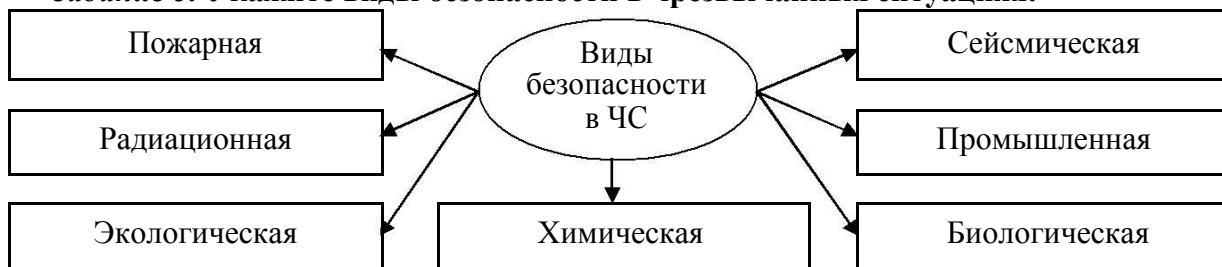 Пожарная
Виды
безопасности
в ЧС
Сейсмическая
Радиационная
Промышленная
Экологическая
Химическая
Биологическая